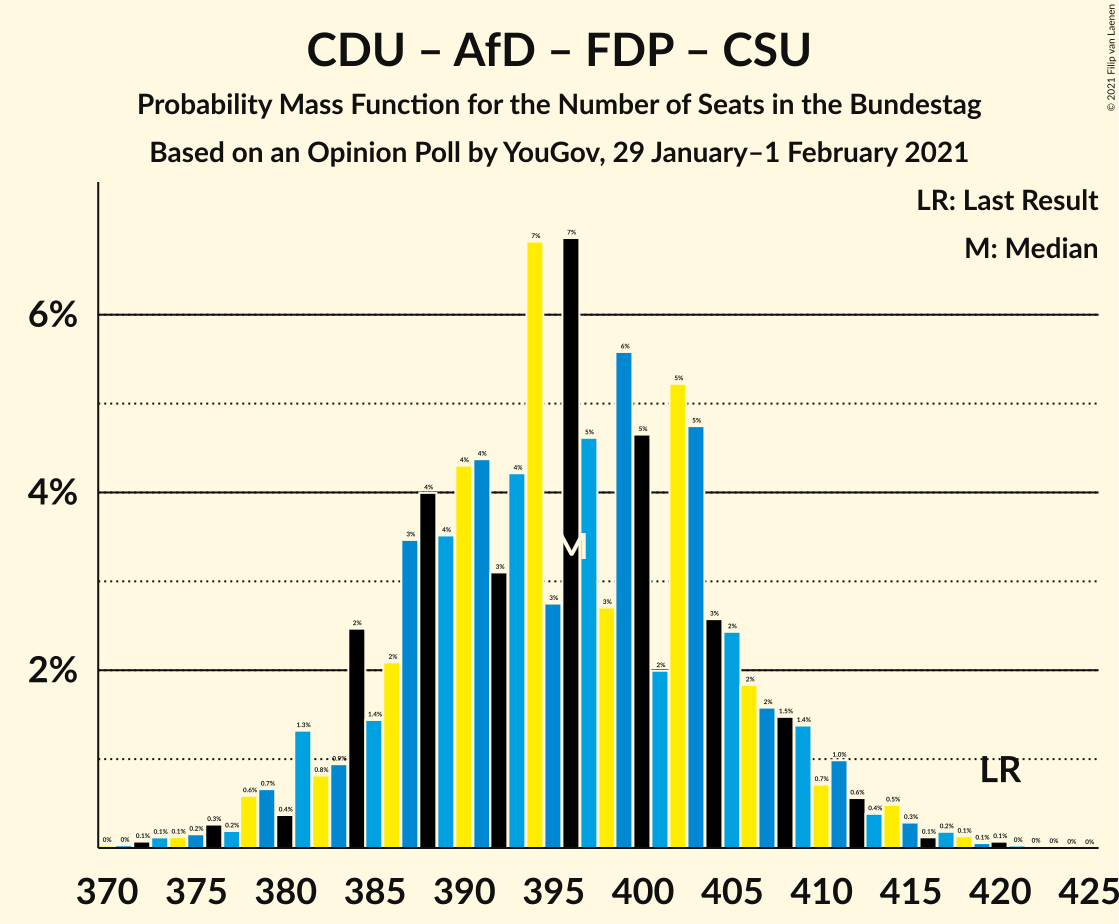 CDU – AfD – FDP – CSU
Probability Mass Function for the Number of Seats in the Bundestag
Based on an Opinion Poll by YouGov, 29 January–1 February 2021
© 2021 Filip van Laenen
LR: Last Result
M: Median
6%
4%
2%
0% 0% 0.1% 0.1% 0.1% 0.2% 0.3% 0.2% 0.6% 0.7% 0.4% 1.3% 0.8% 0.9% 2% 1.4% 2% 3% 4% 4% 4% 4% 3% 4% 7% 3% 7% 5% 3% 6% 5% 2% 5% 5% 3% 2% 2% 2% 1.5% 1.4% 0.7% 1.0% 0.6% 0.4% 0.5% 0.3% 0.1% 0.2% 0.1% 0.1% 0.1% 0% 0% 0% 0% 0%
M
LR
370 375 380 385 390 395 400 405 410 415 420 425